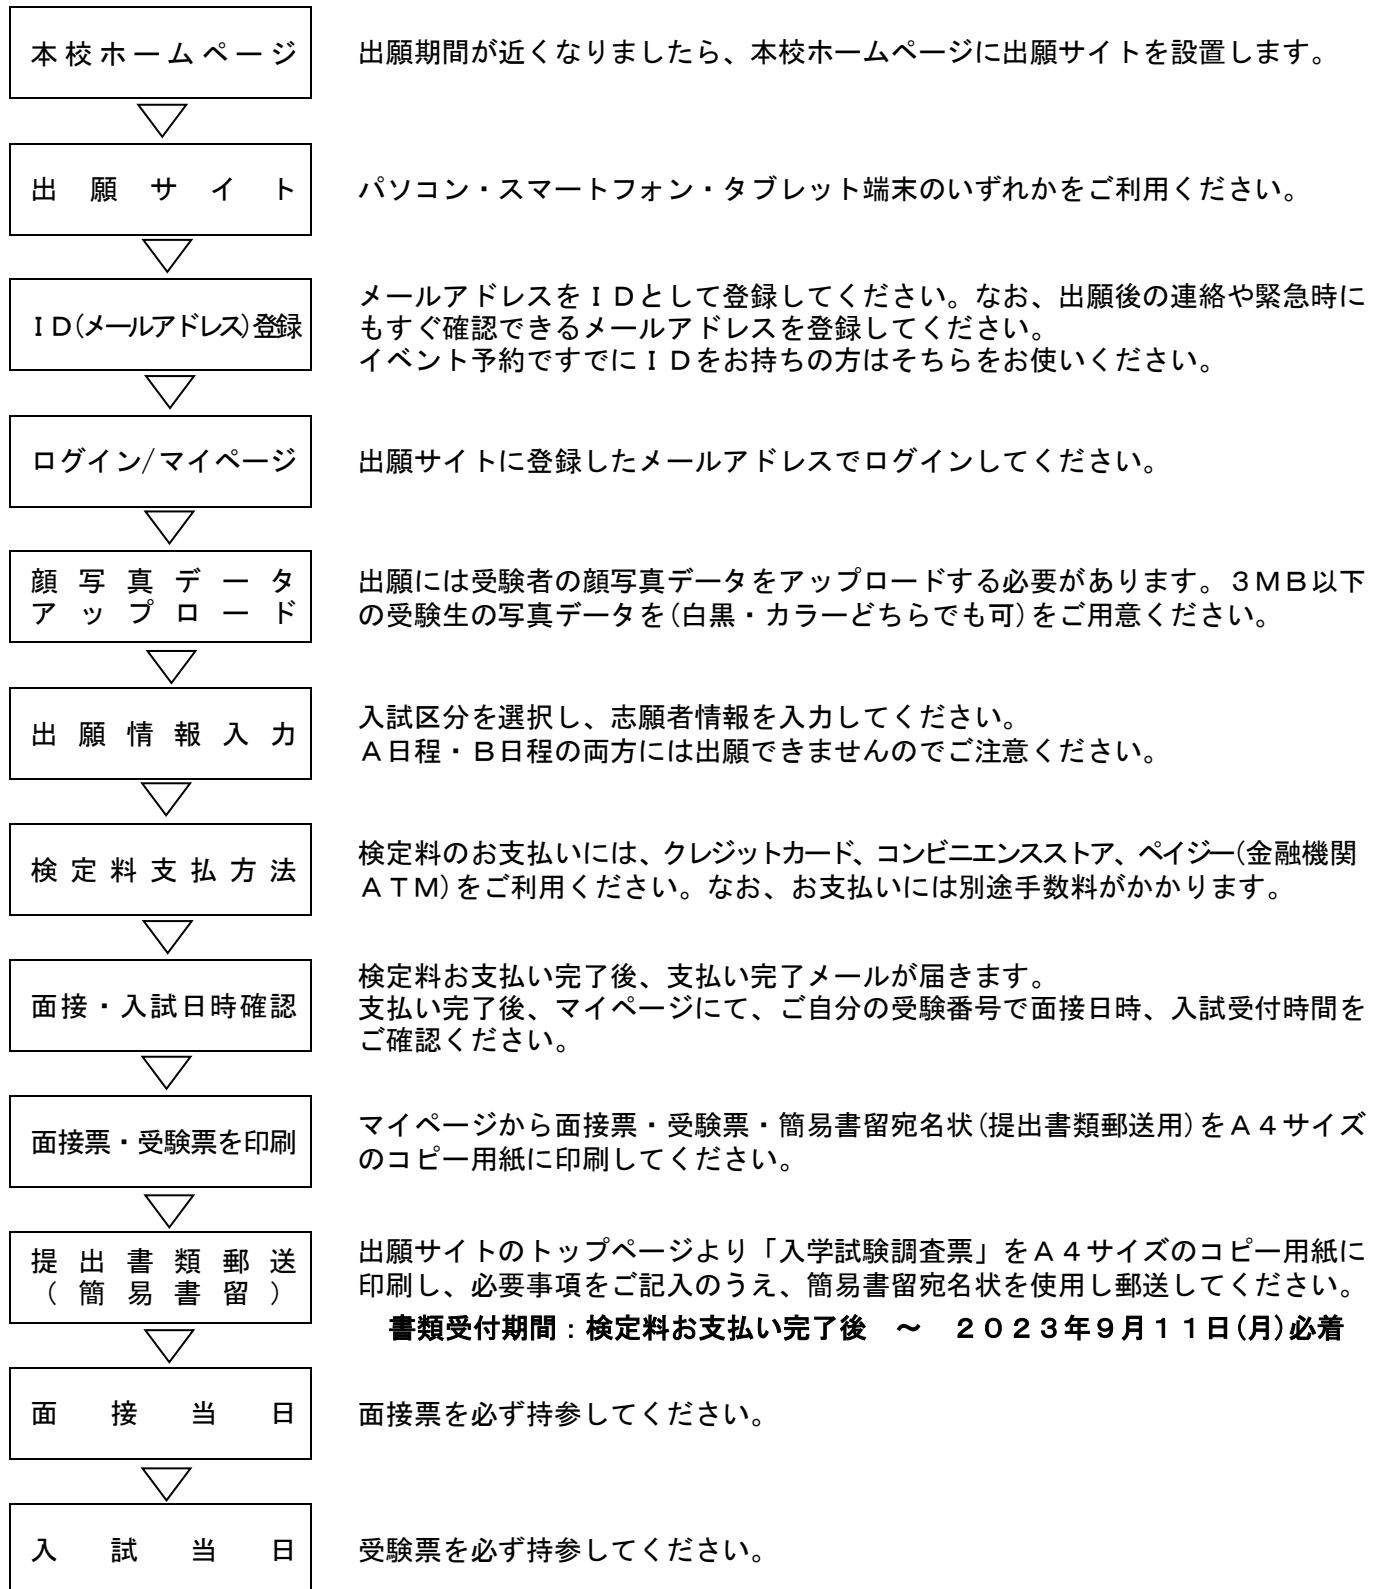 本校ホームページ
出願期間が近くなりましたら、本校ホームページに出願サイトを設置します。
出願サイト
パソコン・スマートフォン・タブレット端末のいずれかをご利用ください。
ＩＤ(メールアドレス)登録
メールアドレスをＩＤとして登録してください。なお、出願後の連絡や緊急時に
もすぐ確認できるメールアドレスを登録してください。
イベント予約ですでにＩＤをお持ちの方はそちらをお使いください。
ログイン/マイページ
出願サイトに登録したメールアドレスでログインしてください。
顔写真データ
アップロード
出願には受験者の顔写真データをアップロードする必要があります。３ＭＢ以下
の受験生の写真データを(白黒・カラーどちらでも可)をご用意ください。
出願情報入力
入試区分を選択し、志願者情報を入力してください。
Ａ日程・Ｂ日程の両方には出願できませんのでご注意ください。
検定料支払方法
検定料のお支払いには、クレジットカード、コンビニエンスストア、ペイジー(金融機関
ＡＴＭ)をご利用ください。なお、お支払いには別途手数料がかかります。
面接・入試日時確認
検定料お支払い完了後、支払い完了メールが届きます。
支払い完了後、マイページにて、ご自分の受験番号で面接日時、入試受付時間を
ご確認ください。
面接票・受験票を印刷
マイページから面接票・受験票・簡易書留宛名状(提出書類郵送用)をＡ４サイズ
のコピー用紙に印刷してください。
提出書類郵送
（簡易書留）
出願サイトのトップページより「入学試験調査票」をＡ４サイズのコピー用紙に
印刷し、必要事項をご記入のうえ、簡易書留宛名状を使用し郵送してください。
書類受付期間：検定料お支払い完了後　～　２０２３年９月１１日(月)必着
面接当日
面接票を必ず持参してください。
入試当日
受験票を必ず持参してください。